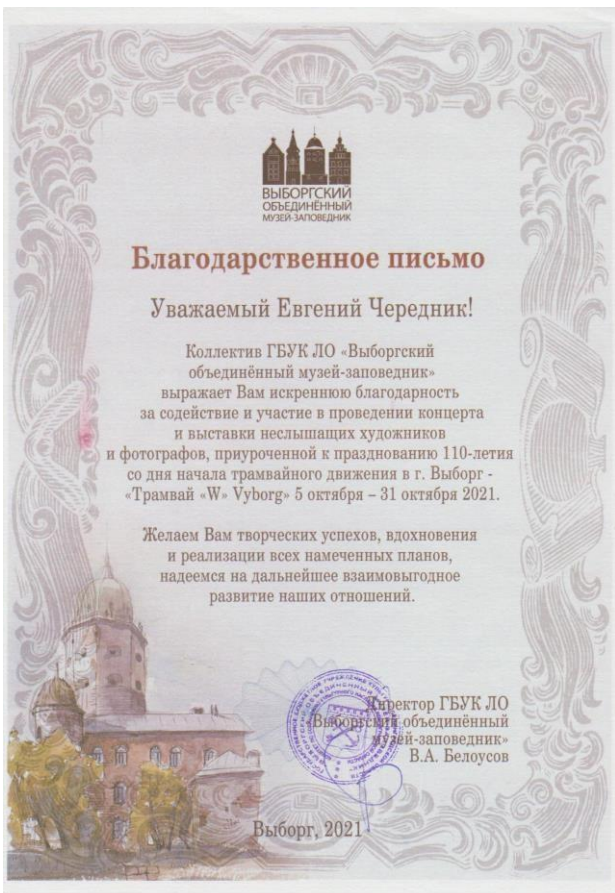 ВЫБОРГСКИЙ
ОБЪЕДИНЁННЫЙ
МУЗЕЙ-ЗАПОВЕДНИК
Благодарственное письмо
Уважаемый Евгений Чередник!
Коллектив ГБУК ЛО «Выборгский
объединённый музей-заповедник»
выражает Вам искреннюю благодарность
за содействие и участие в проведении концерта
и выставки неслышащих художников
и фотографов, приуроченной к празднованию 110-летия
со дня начала трамвайного движения в г. Выборг -
«Трамвай «W» Vyborg» 5 октября – 31 октября 2021.
Желаем Вам творческих успехов, вдохновения
и реализации всех намеченных планов,
надеемся на дальнейшее взаимовыгодное
развитие наших отношений.
Директор ГБУК ЛО
«Выборгский объединённый
музей-заповедник»
В.А. Белоусов
Выборг, 2021